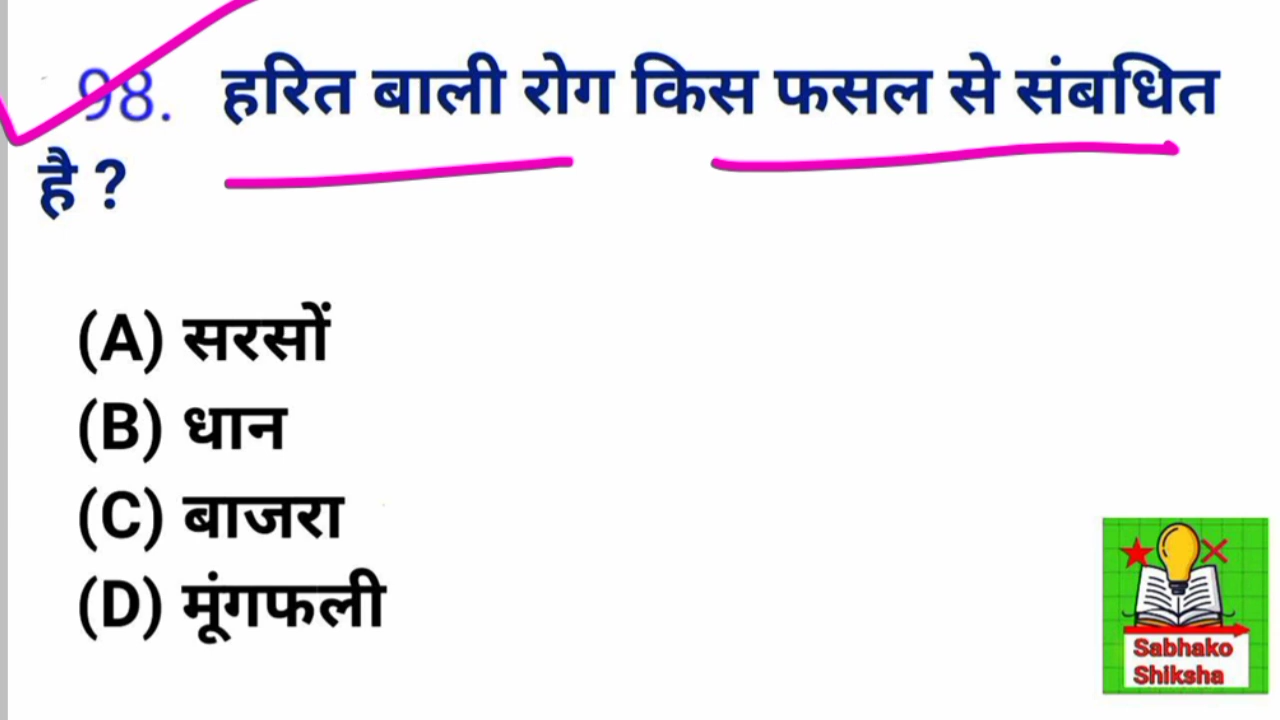 98. हरित बाली रोग किस फसल से संबधित
है ?
(A) सरसों
(B) धान
(C) बाजरा
(D) मूंगफली
Sabhako
Shiksha